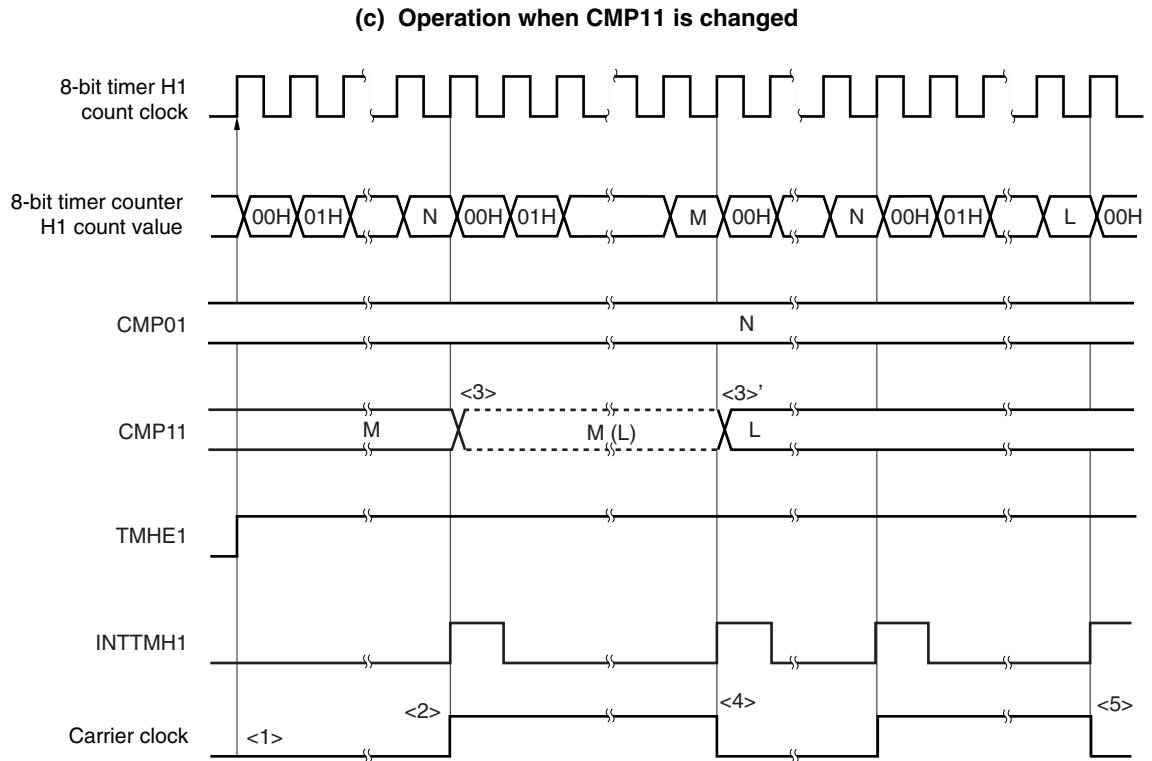 (c) Operation when CMP11 is changed
8-bit timer H1
count clock
8-bit timer counter
H1 count value
00H 01H N 00H 01H M 00H N 00H 01H L 00H
CMP01
N
<3> <3>’
CMP11
M M (L) L
TMHE1
INTTMH1
<2> <4> <5>
Carrier clock
<1>